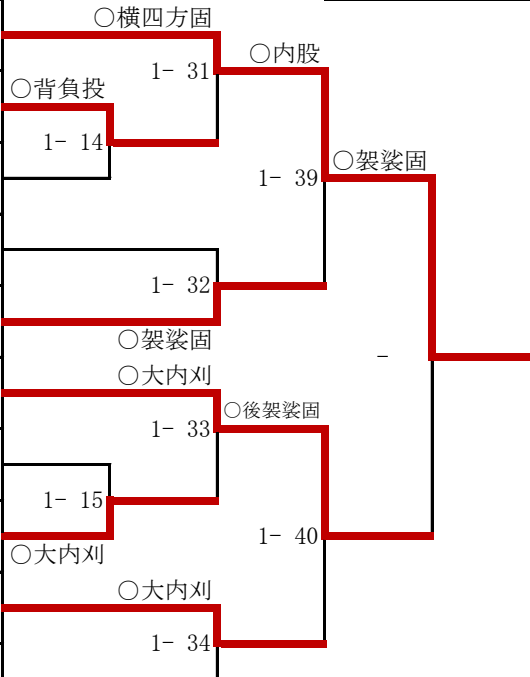 ○横四方固
1- 31
○内股
○背負投
1- 14
○袈裟固
1- 39
1- 32
○袈裟固
-
○大内刈
○後袈裟固
1- 33
1- 15
1- 40
○大内刈
○大内刈
1- 34